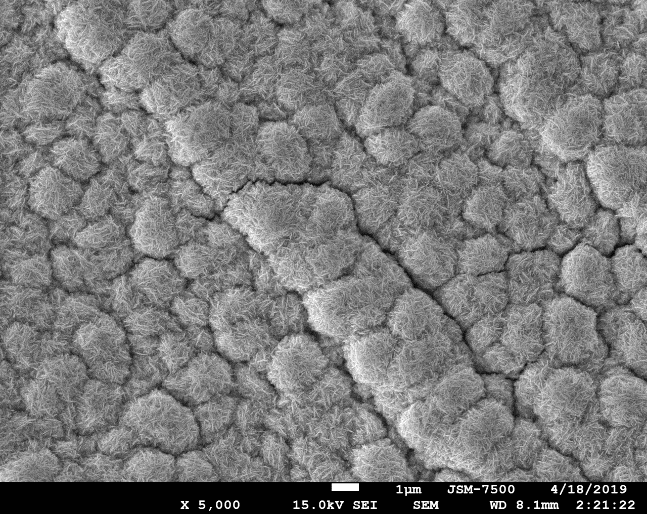 1µm JSM-7500 4/18/2019
X 5,000 15.0kV SEI SEM WD 8.1mm 2:21:22